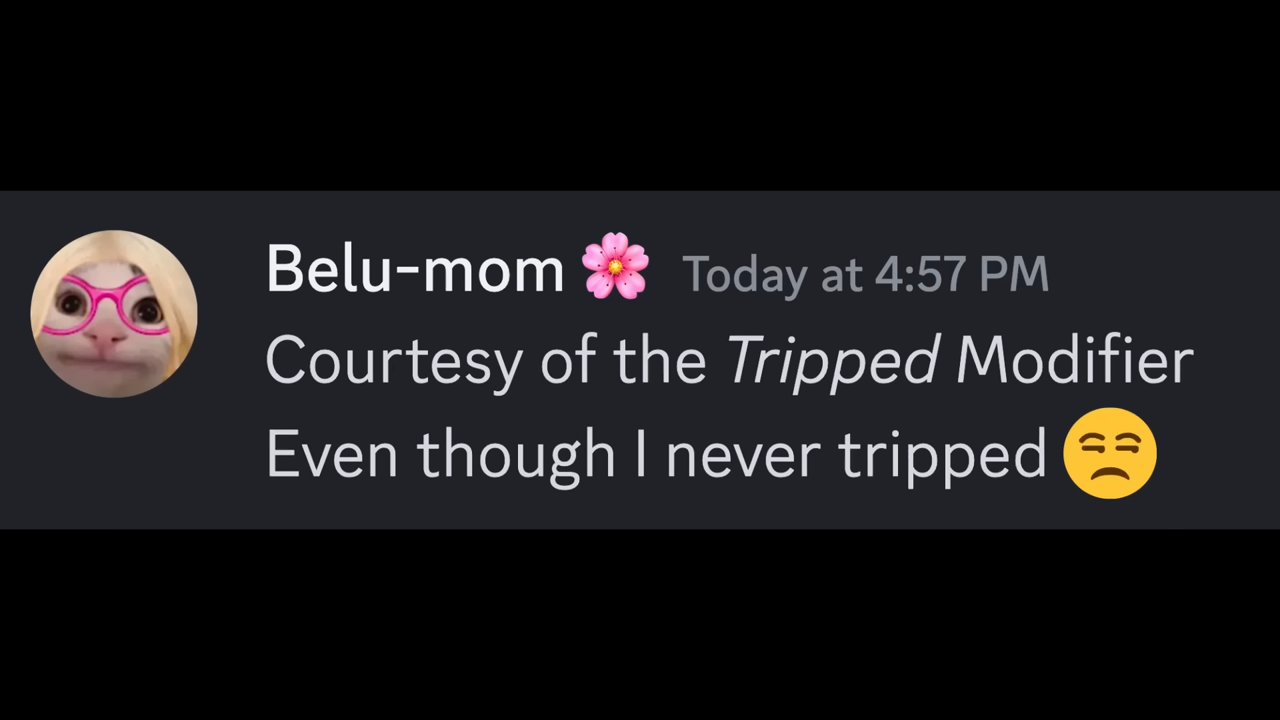 Belu-mom🌸 Today at 4:57 PM
Courtesy of the Tripped Modifier
Even though I never tripped 😒